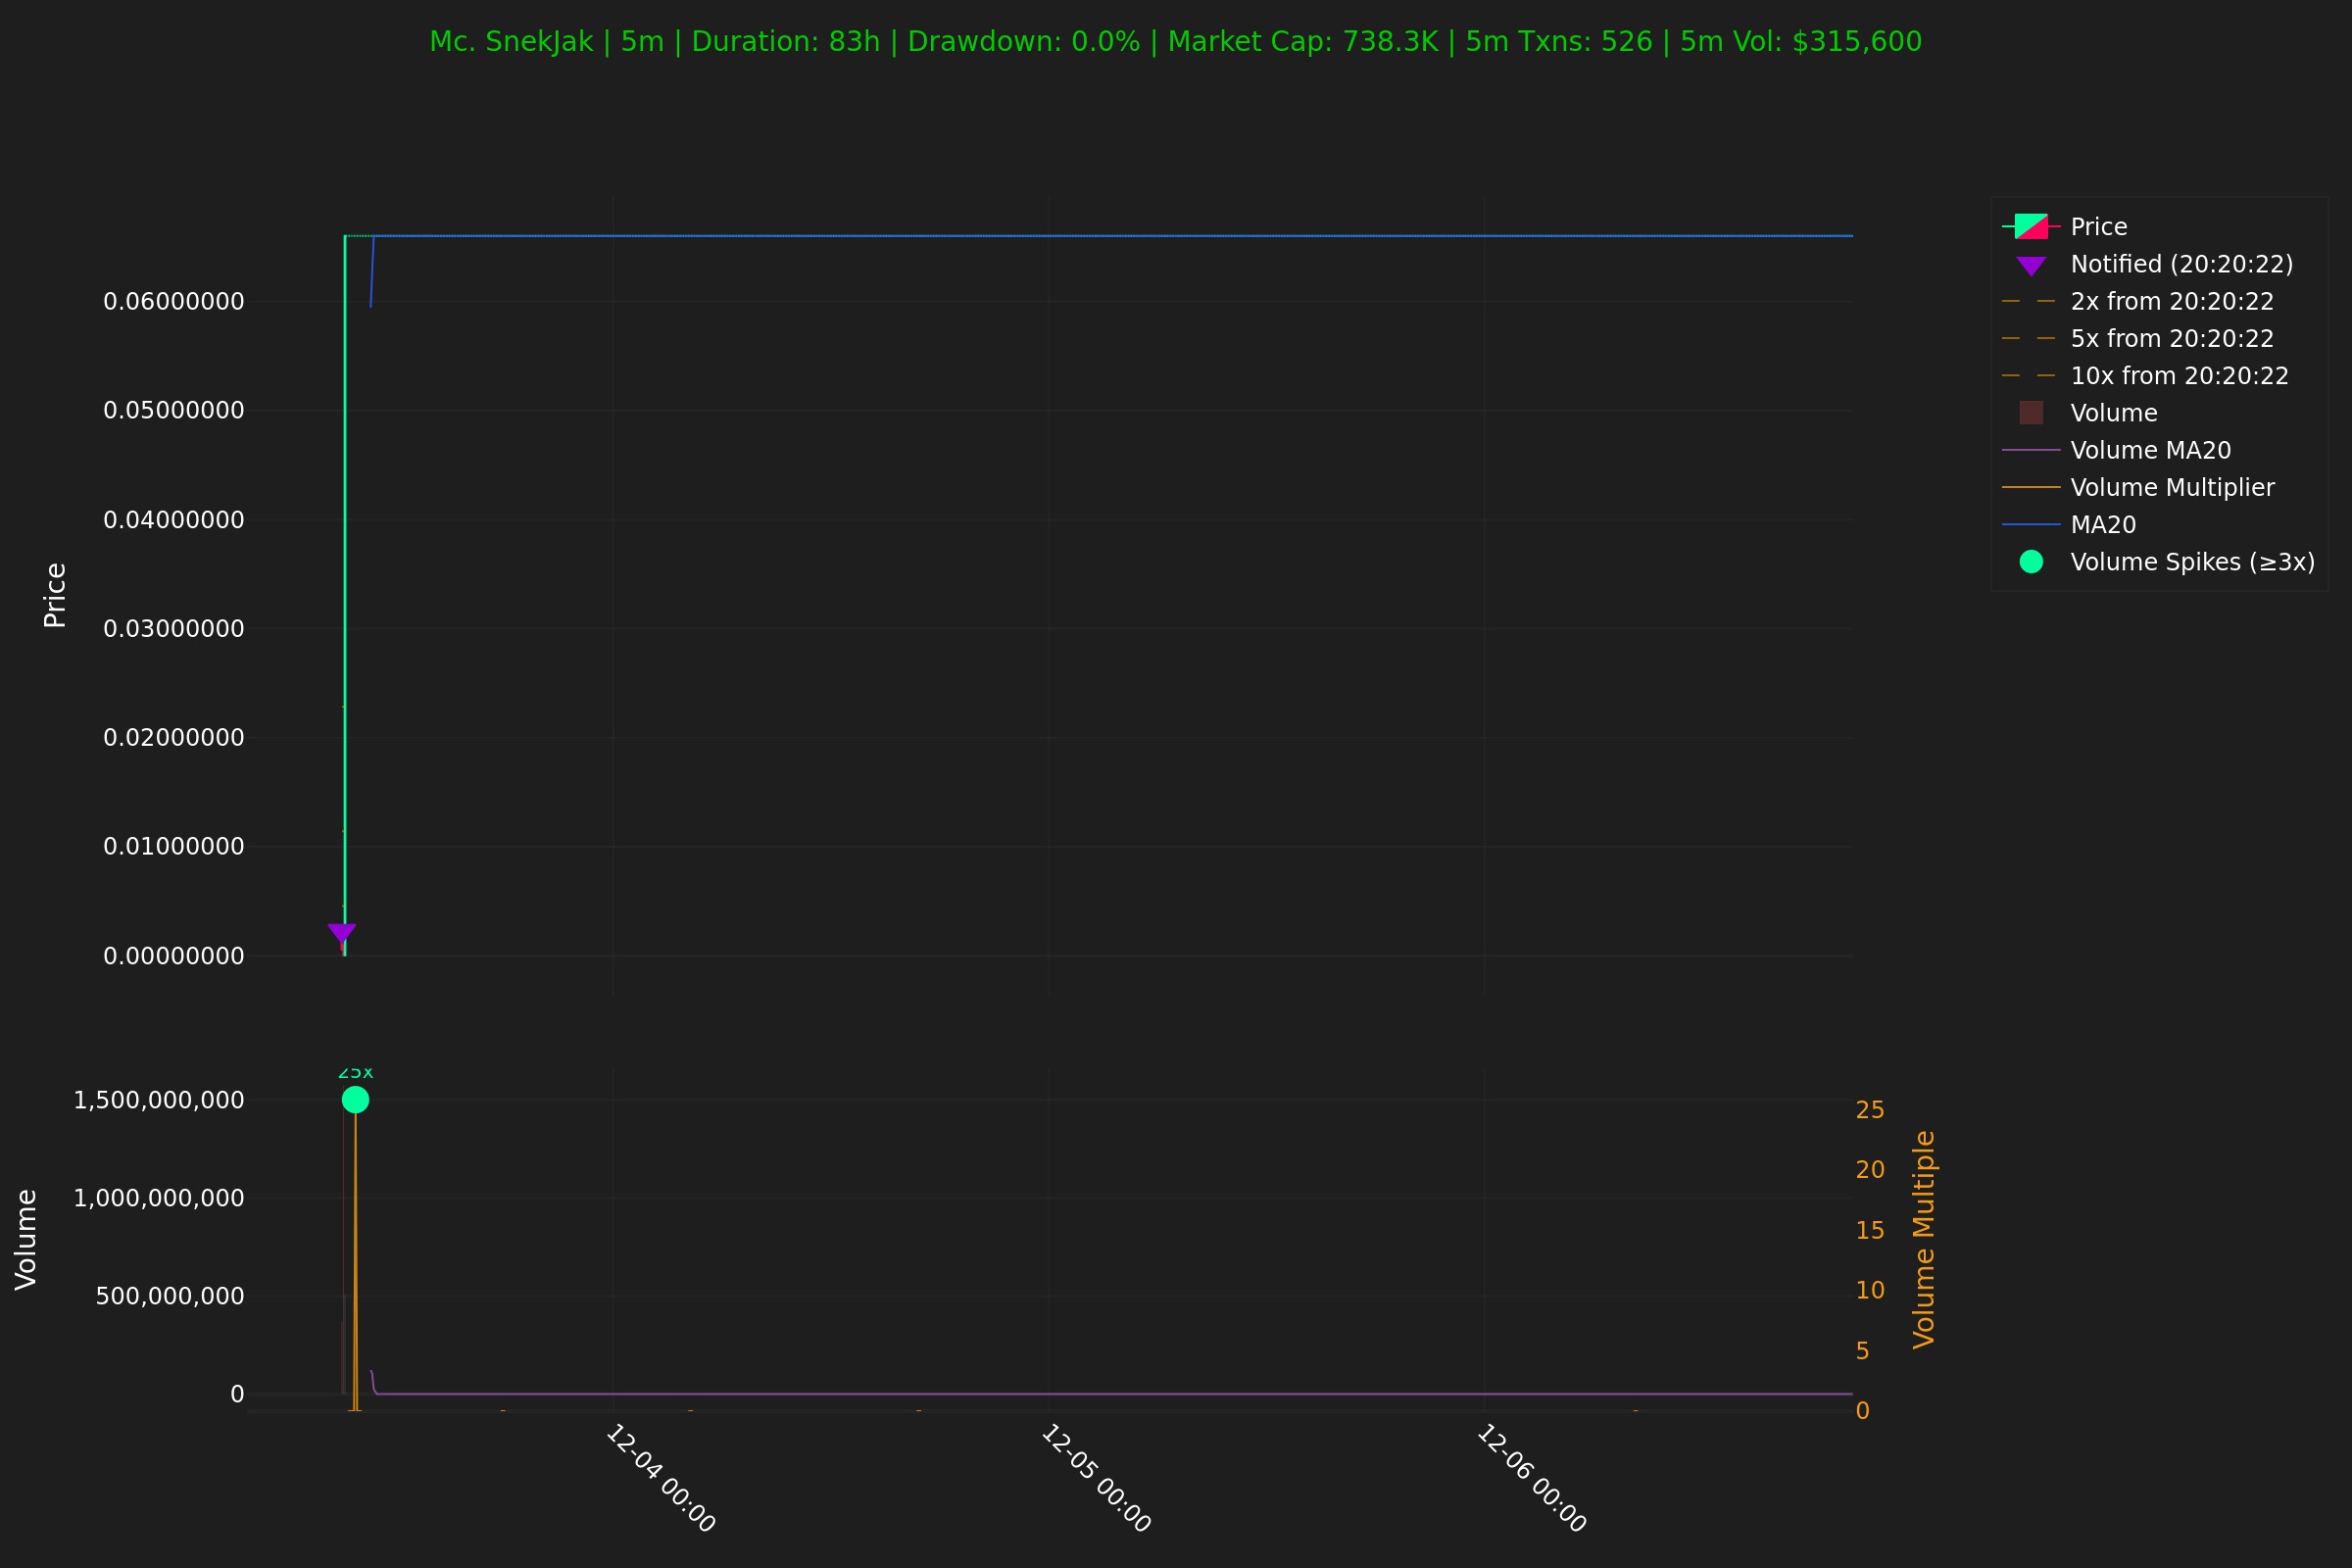 Mc. SnekJak | 5m | Duration: 83h | Drawdown: 0.0% | Market Cap: 738.3K | 5m Txns: 526 | 5m Vol: $315,600
Price
0.06000000
0.05000000
0.04000000
0.03000000
0.02000000
0.01000000
0.00000000
Price
Notified (20:20:22)
2x from 20:20:22
5x from 20:20:22
10x from 20:20:22
Volume
Volume MA20
Volume Multiplier
MA20
Volume Spikes (≥3x)
25x
Volume
1,500,000,000
1,000,000,000
500,000,000
0
25
20
15
10
5
0
Volume Multiple
12-04 00:00
12-05 00:00
12-06 00:00